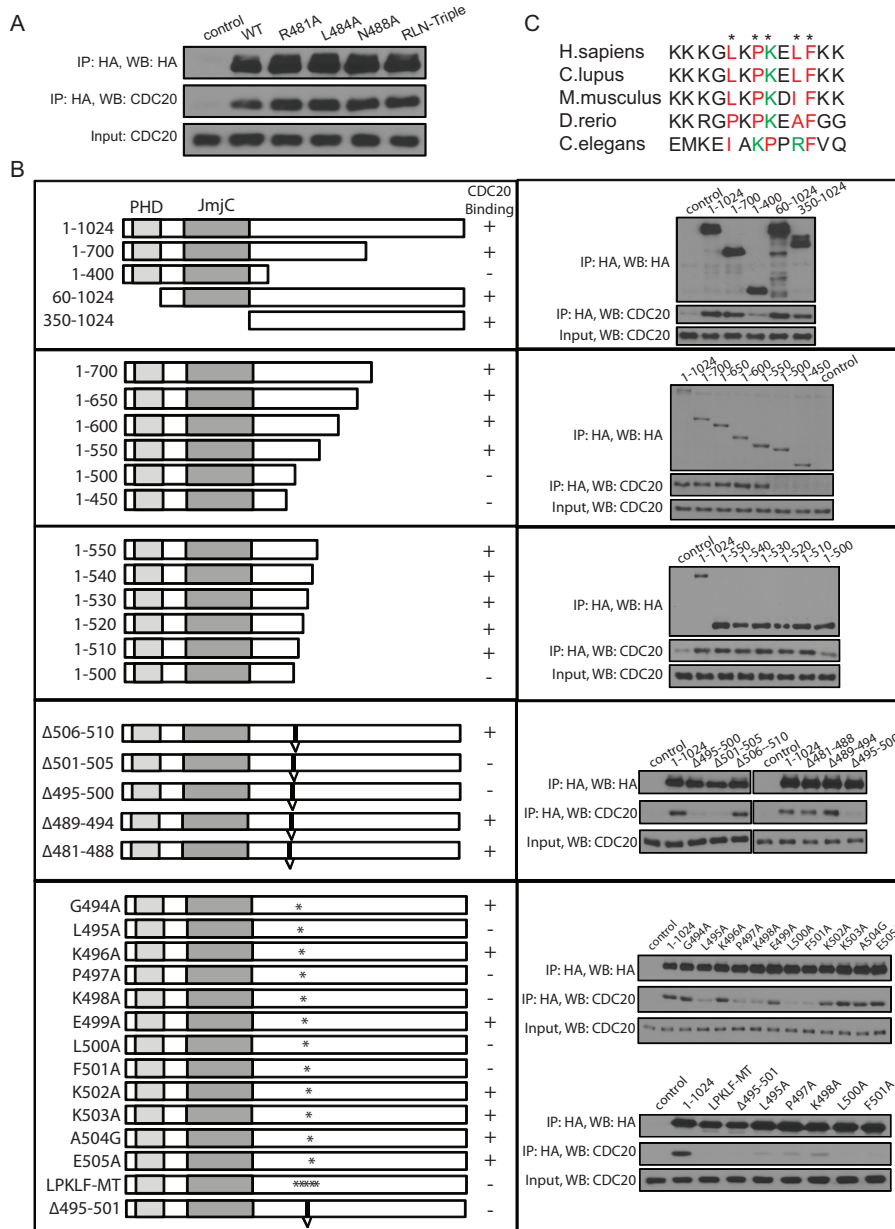 A
control WT R481A L484A N488A RLN-Triple
IP: HA, WB: HA
IP: HA, WB: CDC20
Input: CDC20
C
* * * * *
H.sapiens KKKGLKPKELFKK
C.lupus KKKGLKPKELFKK
M.musculus KKKGLKPKDIFKK
D.rerio KKRGPKPKEAFGG
C.elegans EMKEIAKPPRFVQ
B
PHD JmjC CDC20 Binding
1-1024 +
1-700 +
1-400 -
60-1024 +
350-1024 +
control 1-1024 1-700 1-400 60-1024 350-1024
IP: HA, WB: HA
IP: HA, WB: CDC20
Input, WB: CDC20
1-700 +
1-650 +
1-600 +
1-550 +
1-500 -
1-450 -
1-1024 1-700 1-650 1-600 1-550 1-500 1-450 control
IP: HA, WB: HA
IP: HA, WB: CDC20
Input, WB: CDC20
1-550 +
1-540 +
1-530 +
1-520 +
1-510 +
1-500 -
control 1-1024 1-550 1-540 1-530 1-520 1-510 1-500
IP: HA, WB: HA
IP: HA, WB: CDC20
Input, WB: CDC20
Δ506-510 +
Δ501-505 -
Δ495-500 -
Δ489-494 +
Δ481-488 +
control 1-1024 Δ495-500 Δ501-505 Δ506--510 control 1-1024 Δ481-488 Δ489-494 Δ495-500
IP: HA, WB: HA
IP: HA, WB: CDC20
Input, WB: CDC20
G494A * +
L495A * -
K496A * +
P497A * -
K498A * -
E499A * +
L500A * -
F501A * -
K502A * +
K503A * +
A504G * +
E505A * +
LPKLF-MT ***** -
Δ495-501 -
control 1-1024 G494A L495A K496A P497A K498A E499A L500A F501A K502A K503A A504G E505
IP: HA, WB: HA
IP: HA, WB: CDC20
Input, WB: CDC20
control 1-1024 LPKLF-MT Δ495-501 L495A P497A K498A L500A F501A
IP: HA, WB: HA
IP: HA, WB: CDC20
Input, WB: CDC20